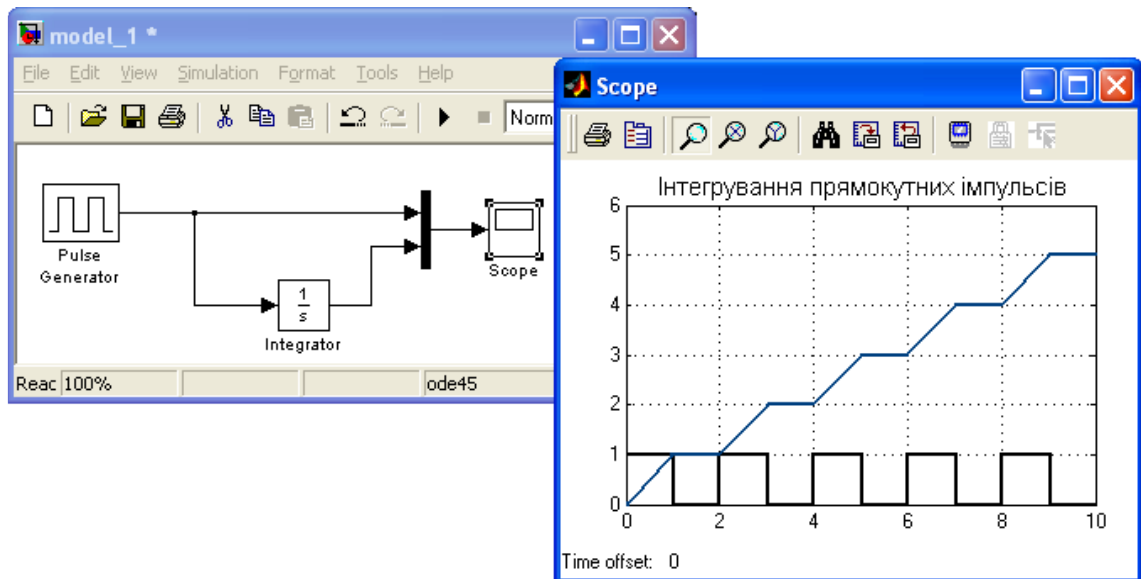 model_1 *
File Edit View Simulation Format Tools Help
Norm
Pulse
Generator
1
s
Integrator
Scope
Reac 100% ode45
Scope
Інтегрування прямокутних імпульсів
6
5
4
3
2
1
0
0 2 4 6 8 10
Time offset: 0